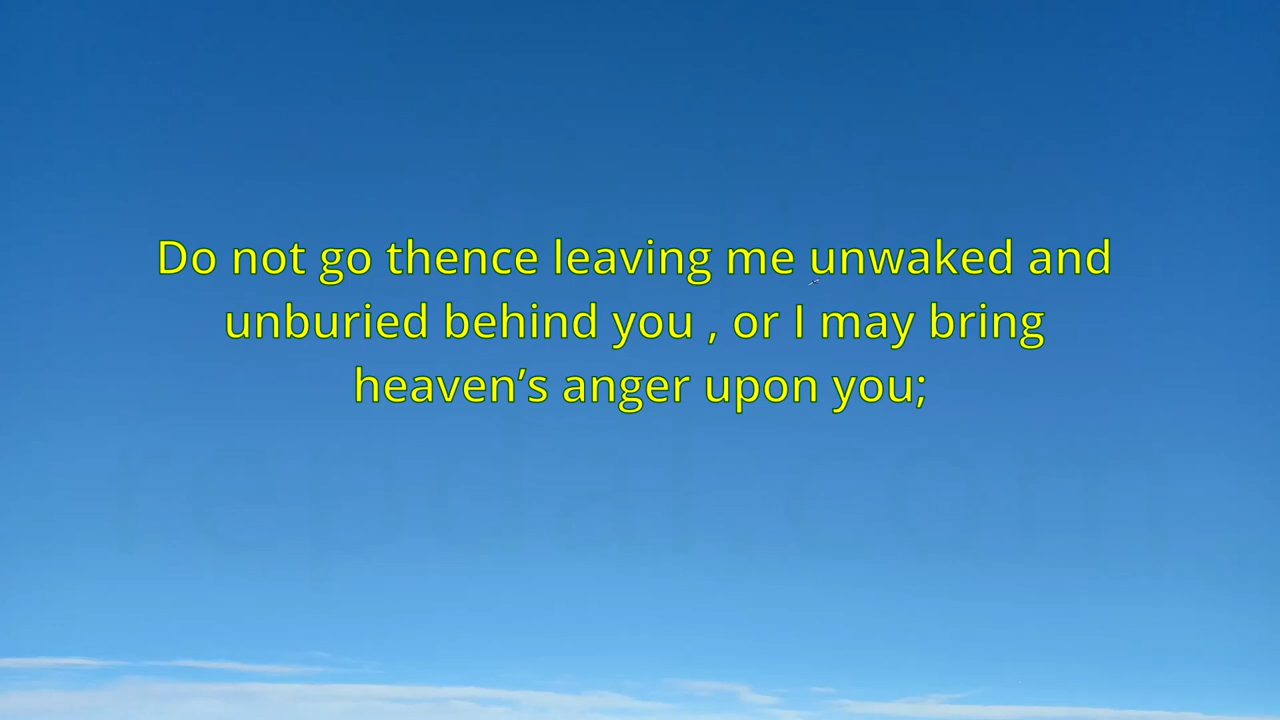 Do not go thence leaving me unwaked and
unburied behind you , or I may bring
heaven’s anger upon you;